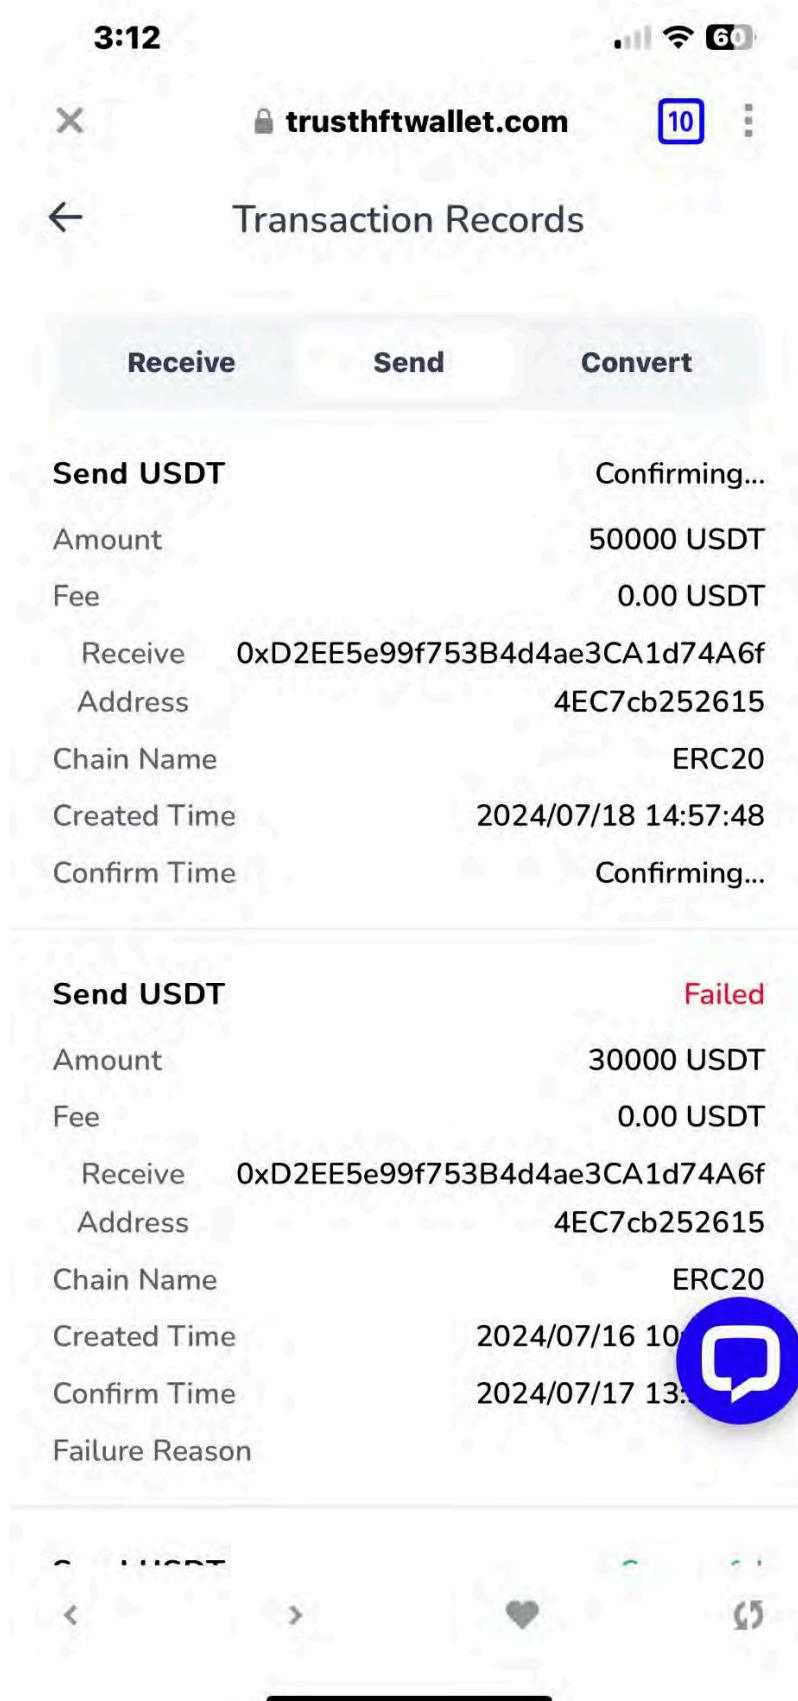 3:12
60
trusthftwallet.com
10
Transaction Records
Receive Send Convert
Send USDT Confirming...
Amount 50000 USDT
Fee 0.00 USDT
Receive 0xD2EE5e99f753B4d4ae3CA1d74A6f
Address 4EC7cb252615
Chain Name ERC20
Created Time 2024/07/18 14:57:48
Confirm Time Confirming...
Send USDT Failed
Amount 30000 USDT
Fee 0.00 USDT
Receive 0xD2EE5e99f753B4d4ae3CA1d74A6f
Address 4EC7cb252615
Chain Name ERC20
Created Time 2024/07/16 10:
Confirm Time 2024/07/17 13:
Failure Reason